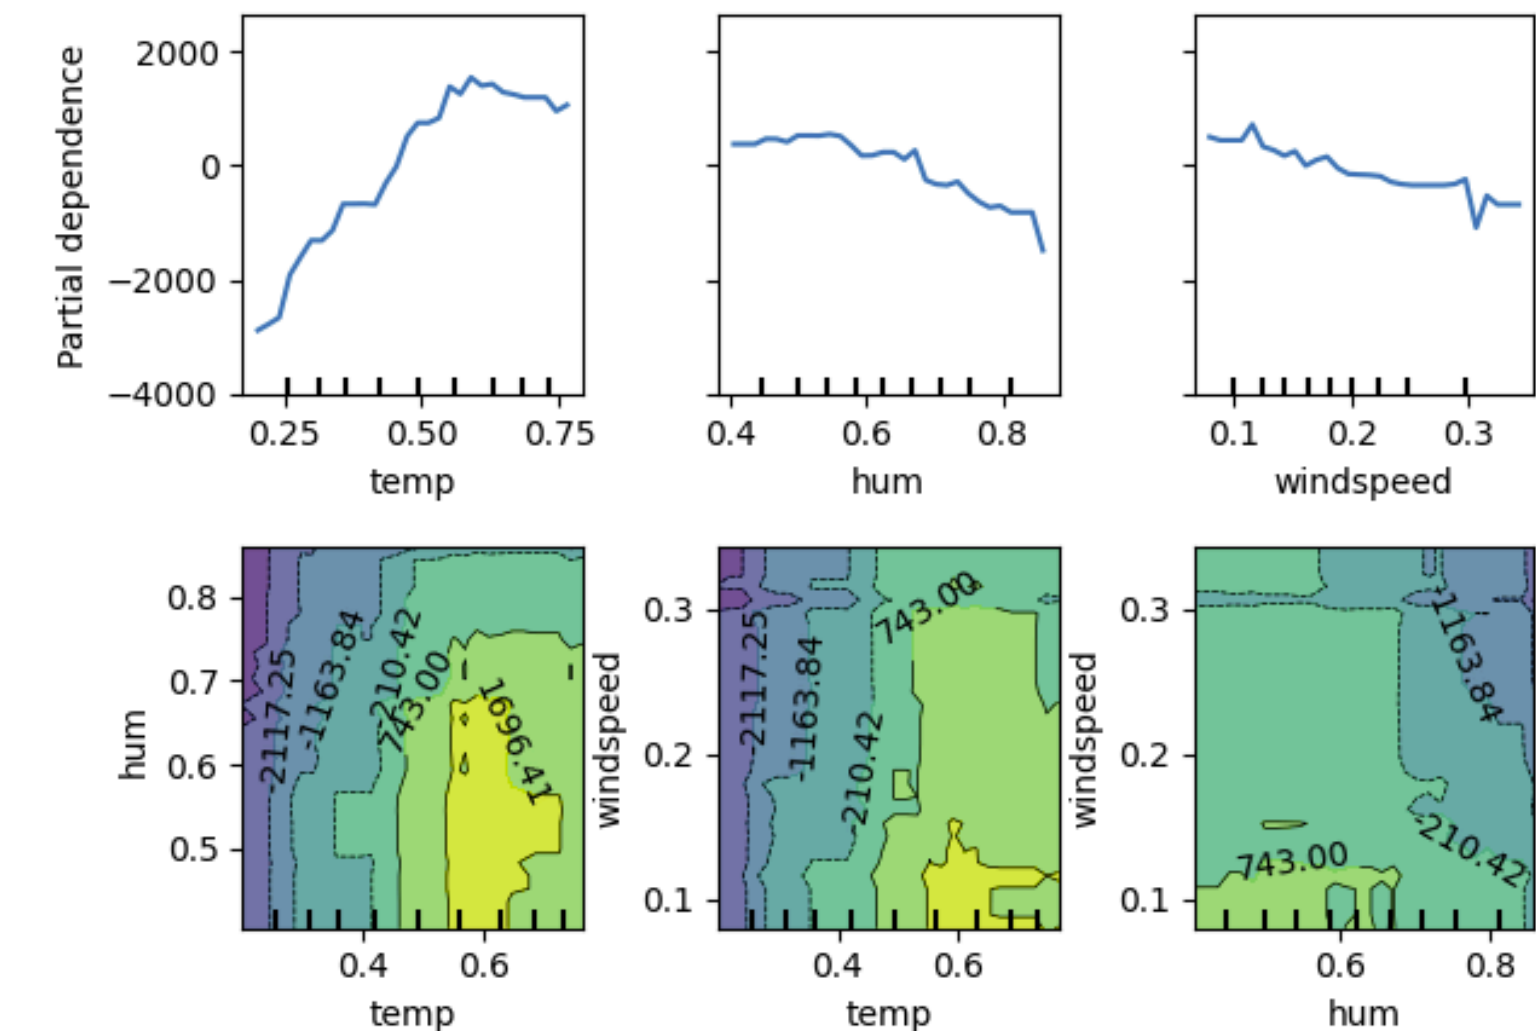 Partial dependence
2000
0
−2000
−4000
0.25 0.50 0.75
temp
0.4 0.6 0.8
hum
0.1 0.2 0.3
windspeed
hum
0.8
0.7
0.6
0.5
-2117.25
-1163.84
-210.42
743.00
1696.41
0.4 0.6
temp
windspeed
0.3
0.2
0.1
2117.25
-1163.84
-210.42
743.00
0.4 0.6
temp
windspeed
0.3
0.2
0.1
-1163.84
-210.42
743.00
0.6 0.8
hum